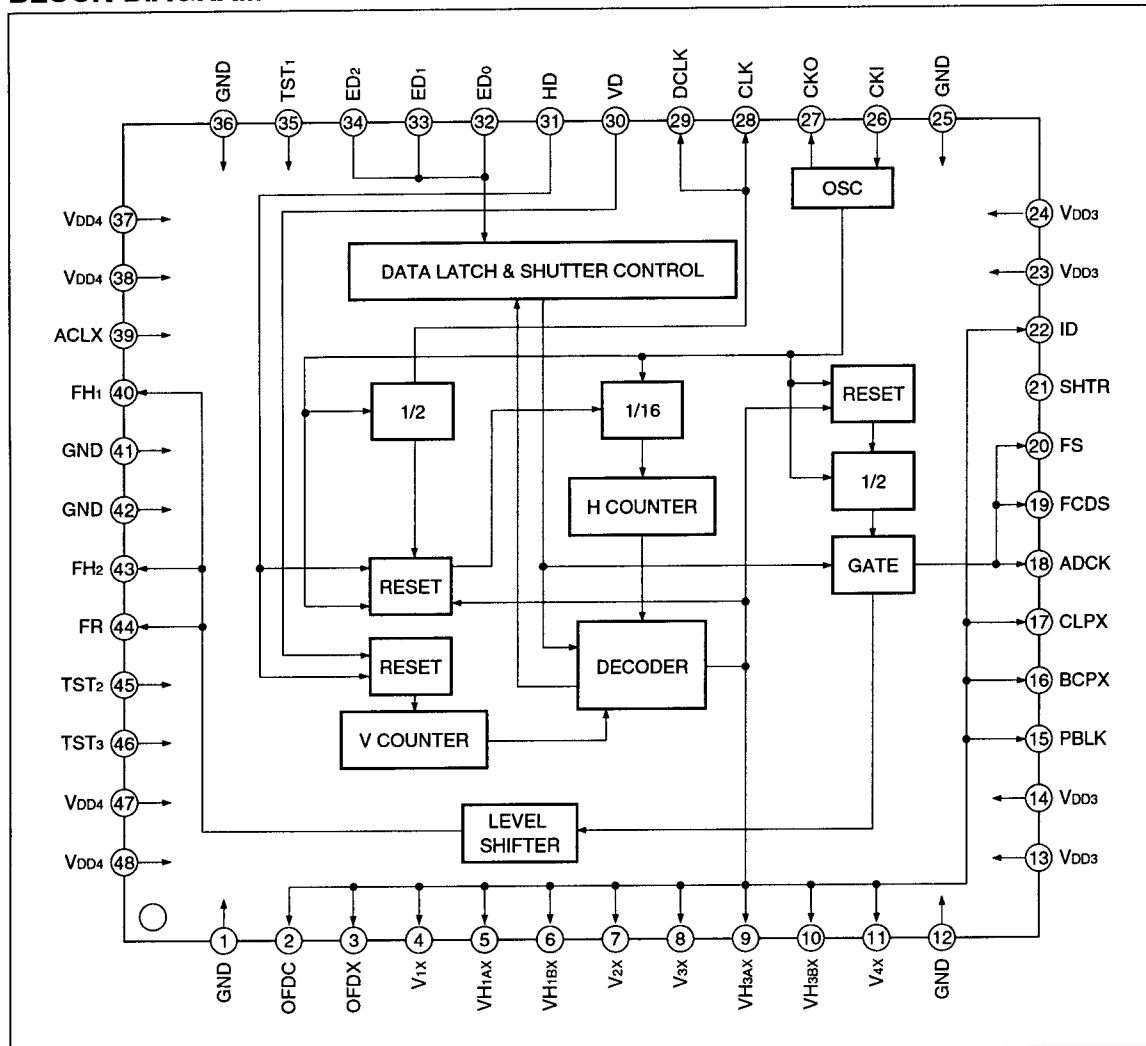 GND
TST1
ED2
ED1
ED0
HD
VD
DCLK
CLK
CKO
CKI
GND
36
35
34
33
32
31
30
29
28
27
26
25
OSC
VDD4 37
24 VDD3
DATA LATCH & SHUTTER CONTROL
VDD4 38
23 VDD3
ACLX 39
22 ID
FH1 40
1/2
1/16
RESET
21 SHTR
GND 41
20 FS
1/2
GND 42
H COUNTER
19 FCDS
FH2 43
RESET
GATE
18 ADCK
FR 44
17 CLPX
TST2 45
RESET
DECODER
16 BCPX
TST3 46
V COUNTER
15 PBLK
VDD4 47
LEVEL
SHIFTER
14 VDD3
VDD4 48
13 VDD3
1
2
3
4
5
6
7
8
9
10
11
12
GND
OFDC
OFDX
V1X
VH1AX
VH1BX
V2X
V3X
VH3AX
VH3BX
V4X
GND